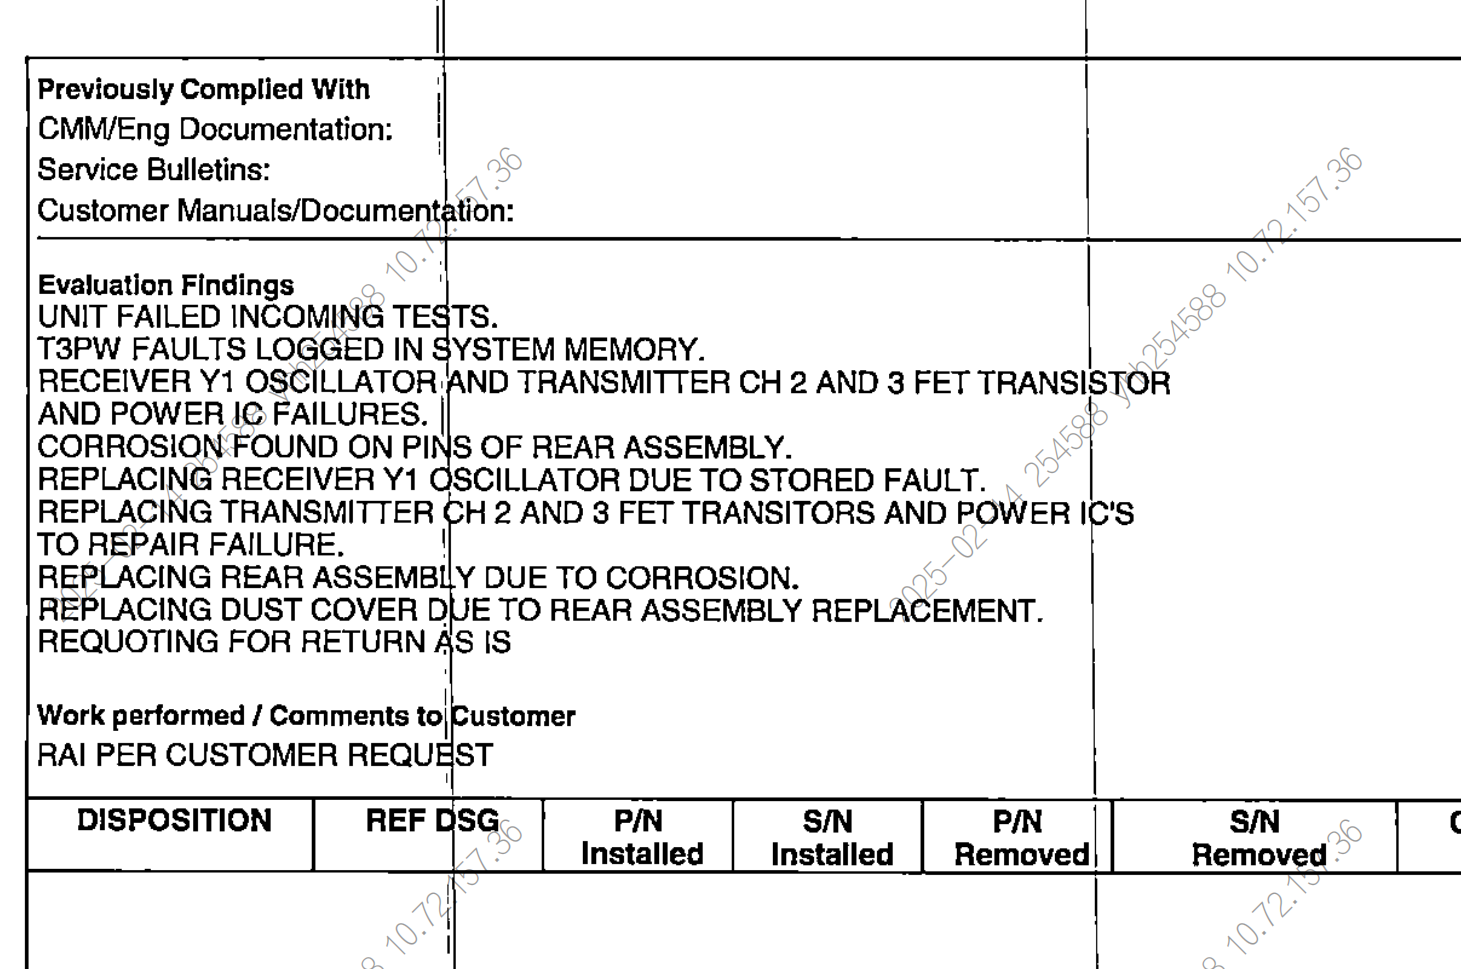 Previously Complied With
CMM/Eng Documentation:
Service Bulletins:
Customer Manuals/Documentation:
Evaluation Findings
UNIT FAILED INCOMING TESTS.
T3PW FAULTS LOGGED IN SYSTEM MEMORY.
RECEIVER Y1 OSCILLATOR AND TRANSMITTER CH 2 AND 3 FET TRANSISTOR
AND POWER IC FAILURES.
CORROSION FOUND ON PINS OF REAR ASSEMBLY.
REPLACING RECEIVER Y1 OSCILLATOR DUE TO STORED FAULT.
REPLACING TRANSMITTER CH 2 AND 3 FET TRANSITORS AND POWER IC'S
TO REPAIR FAILURE.
REPLACING REAR ASSEMBLY DUE TO CORROSION.
REPLACING DUST COVER DUE TO REAR ASSEMBLY REPLACEMENT.
REQUOTING FOR RETURN AS IS
Work performed / Comments to Customer
RAI PER CUSTOMER REQUEST
DISPOSITION REF DSG P/N Installed S/N Installed P/N Removed S/N Removed
2025-02-14 254588 10.72.157.36
2025-02-14 254588 10.72.157.36
10.72.157.36
10.72.157.36